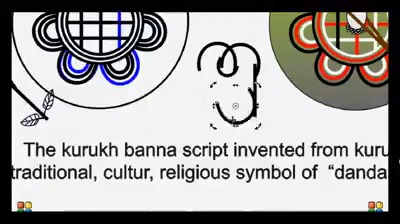 The kurukh banna script invented from kuru
traditional, cultur, religious symbol of “danda